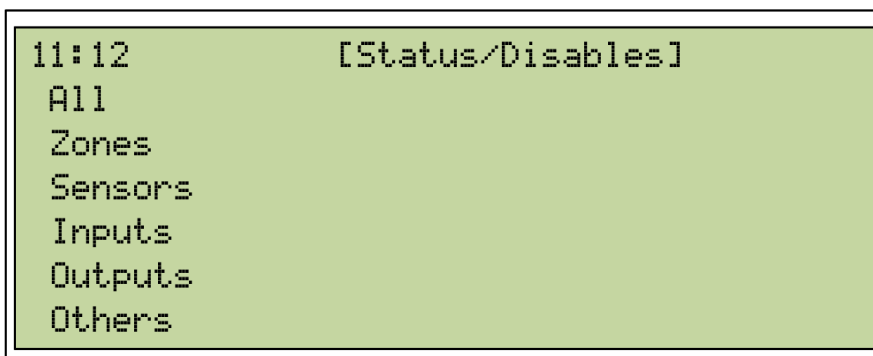 11:12 [Status/Disables]
All
Zones
Sensors
Inputs
Outputs
Others